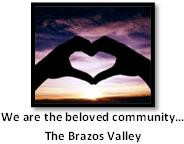 We are the beloved community...
The Brazos Valley